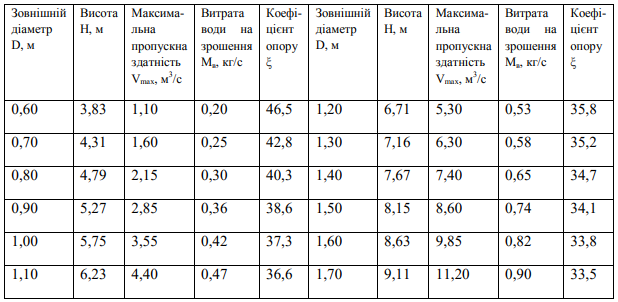 Зовнішній діаметр D, м | Висота H, м | Максима-льна пропускна здатність Vmax, м³/с | Витрата води на зрошення Мв, кг/с | Коефі-цієнт опору ξ | Зовнішній діаметр D, м | Висота H, м | Максима-льна пропускна здатність Vmax, м³/с | Витрата води на зрошення Мв, кг/с | Коефі-цієнт опору ξ
0,60 | 3,83 | 1,10 | 0,20 | 46,5 | 1,20 | 6,71 | 5,30 | 0,53 | 35,8
0,70 | 4,31 | 1,60 | 0,25 | 42,8 | 1,30 | 7,16 | 6,30 | 0,58 | 35,2
0,80 | 4,79 | 2,15 | 0,30 | 40,3 | 1,40 | 7,67 | 7,40 | 0,65 | 34,7
0,90 | 5,27 | 2,85 | 0,36 | 38,6 | 1,50 | 8,15 | 8,60 | 0,74 | 34,1
1,00 | 5,75 | 3,55 | 0,42 | 37,3 | 1,60 | 8,63 | 9,85 | 0,82 | 33,8
1,10 | 6,23 | 4,40 | 0,47 | 36,6 | 1,70 | 9,11 | 11,20 | 0,90 | 33,5